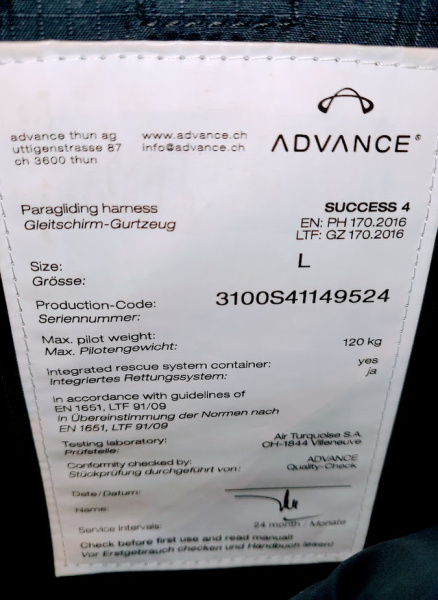 ADVANCE®
advance thun ag www.advance.ch
uttigenstrasse 87 info@advance.ch
ch 3600 thun
Paragliding harness SUCCESS 4
Gleitschirm-Gurtzeug EN: PH 170.2016
LTF: GZ 170.2016
Size: L
Grösse:
Production-Code: 3100S41149524
Seriennummer:
Max. pilot weight: 120 kg
Max. Pilotengewicht:
Integrated rescue system container: yes
Integriertes Rettungssystem: ja
In accordance with guidelines of
EN 1651, LTF 91/09
In Übereinstimmung der Normen nach
EN 1651, LTF 91/09
Testing laboratory: Air Turquoise S.A.
Prüfstelle: CH-1844 Villeneuve
Conformity checked by: ADVANCE
Stückprüfung durchgeführt von: Quality-Check
Date/Datum:
Name:
Service Intervals: 24 month / Monate
Check before first use and read manual!
Vor Erstgebrauch checken und Handbuch lesen!